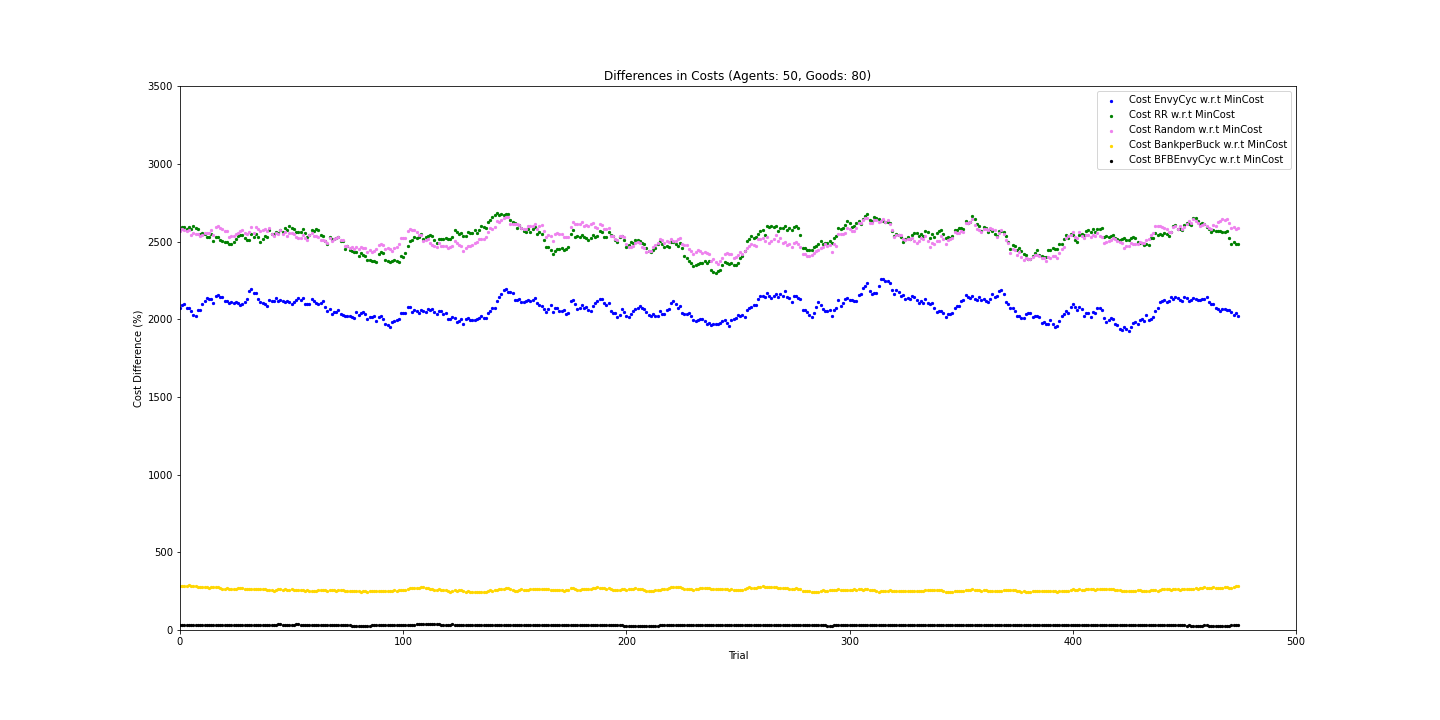 Differences in Costs (Agents: 50, Goods: 80)
3500
3000
2500
2000
1500
1000
500
0
Cost Difference (%)
Cost EnvyCyc w.r.t MinCost
Cost RR w.r.t MinCost
Cost Random w.r.t MinCost
Cost BankperBuck w.r.t MinCost
Cost BFBEnvyCyc w.r.t MinCost
0 100 200 300 400 500
Trial